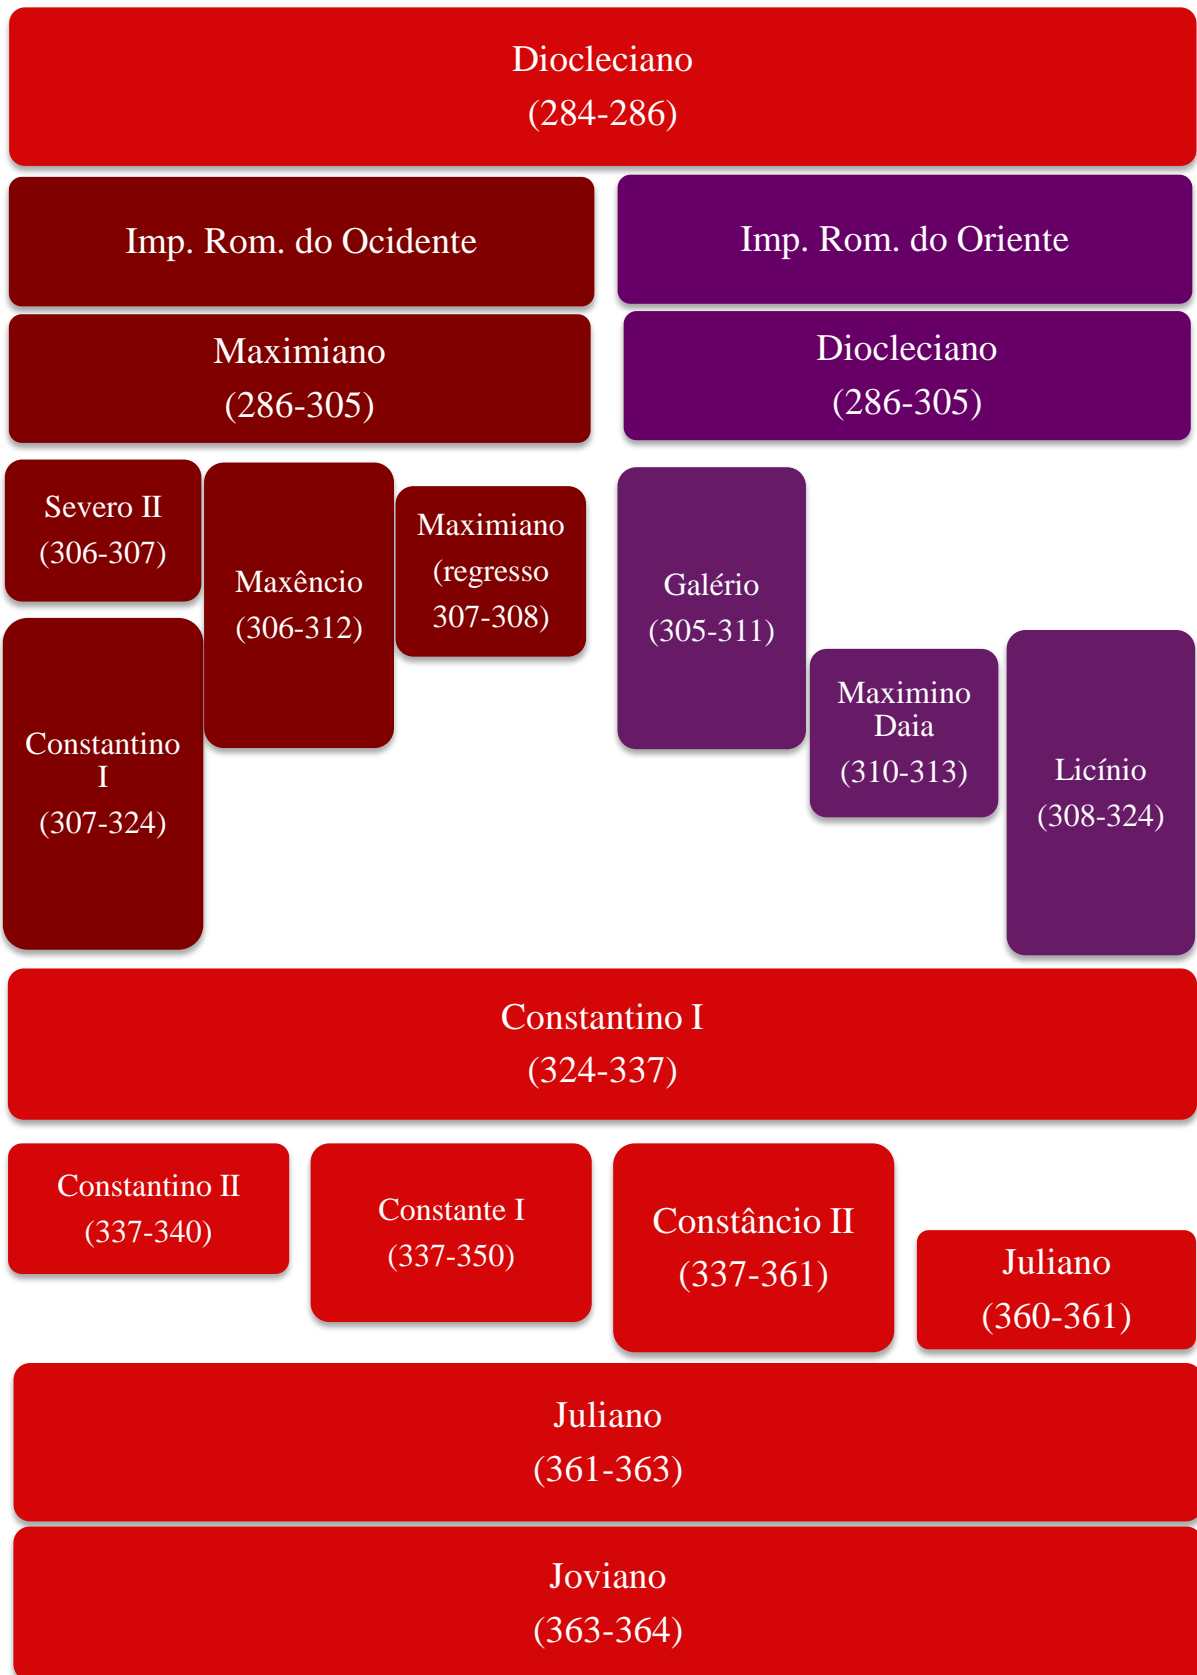 Diocleciano
(284-286)
Imp. Rom. do Ocidente
Imp. Rom. do Oriente
Maximiano
(286-305)
Diocleciano
(286-305)
Severo II
(306-307)
Maxêncio
(306-312)
Maximiano
(regresso
307-308)
Constantino
I
(307-324)
Galério
(305-311)
Maximino
Daia
(310-313)
Licínio
(308-324)
Constantino I
(324-337)
Constantino II
(337-340)
Constante I
(337-350)
Constâncio II
(337-361)
Juliano
(360-361)
Juliano
(361-363)
Joviano
(363-364)